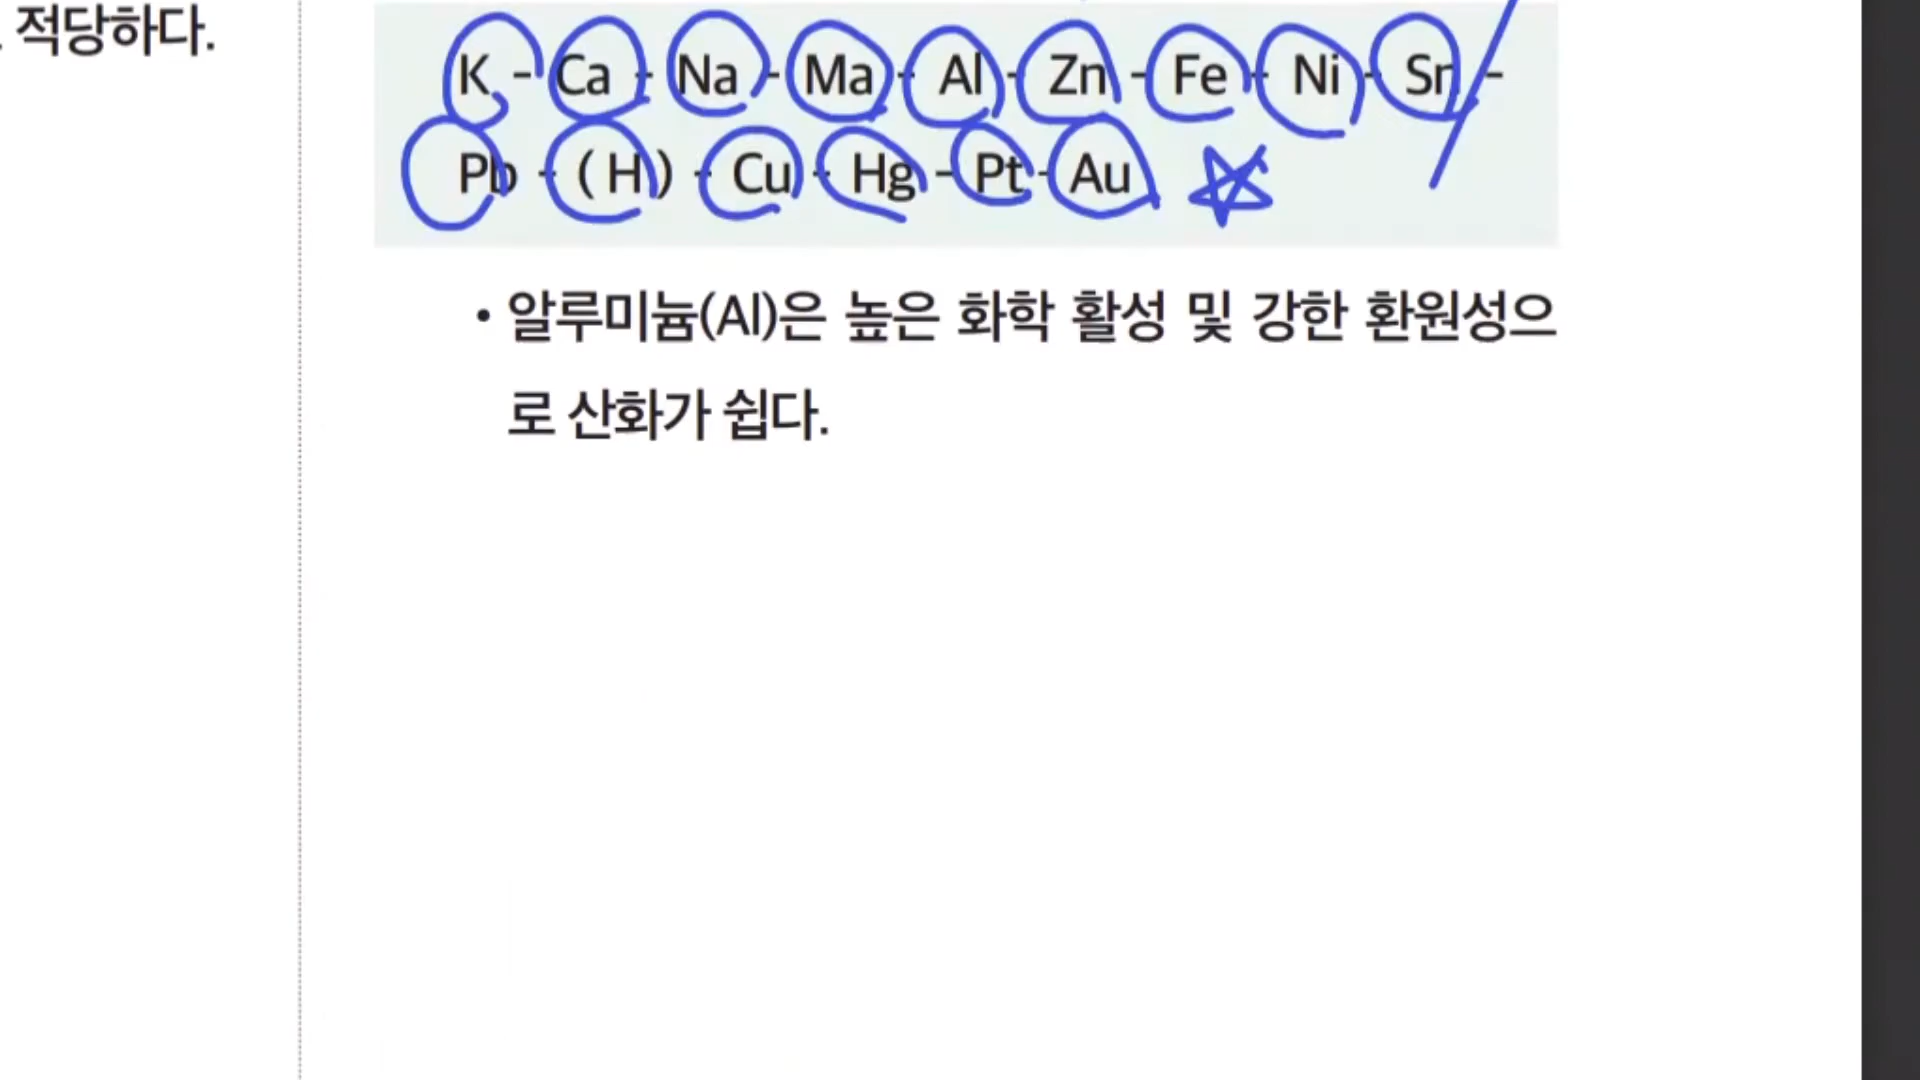 적당하다.
K - Ca - Na - Ma - Al - Zn - Fe - Ni - Sn -
Pb - ( H ) - Cu - Hg - Pt - Au
• 알루미늄(Al)은 높은 화학 활성 및 강한 환원성으
로 산화가 쉽다.